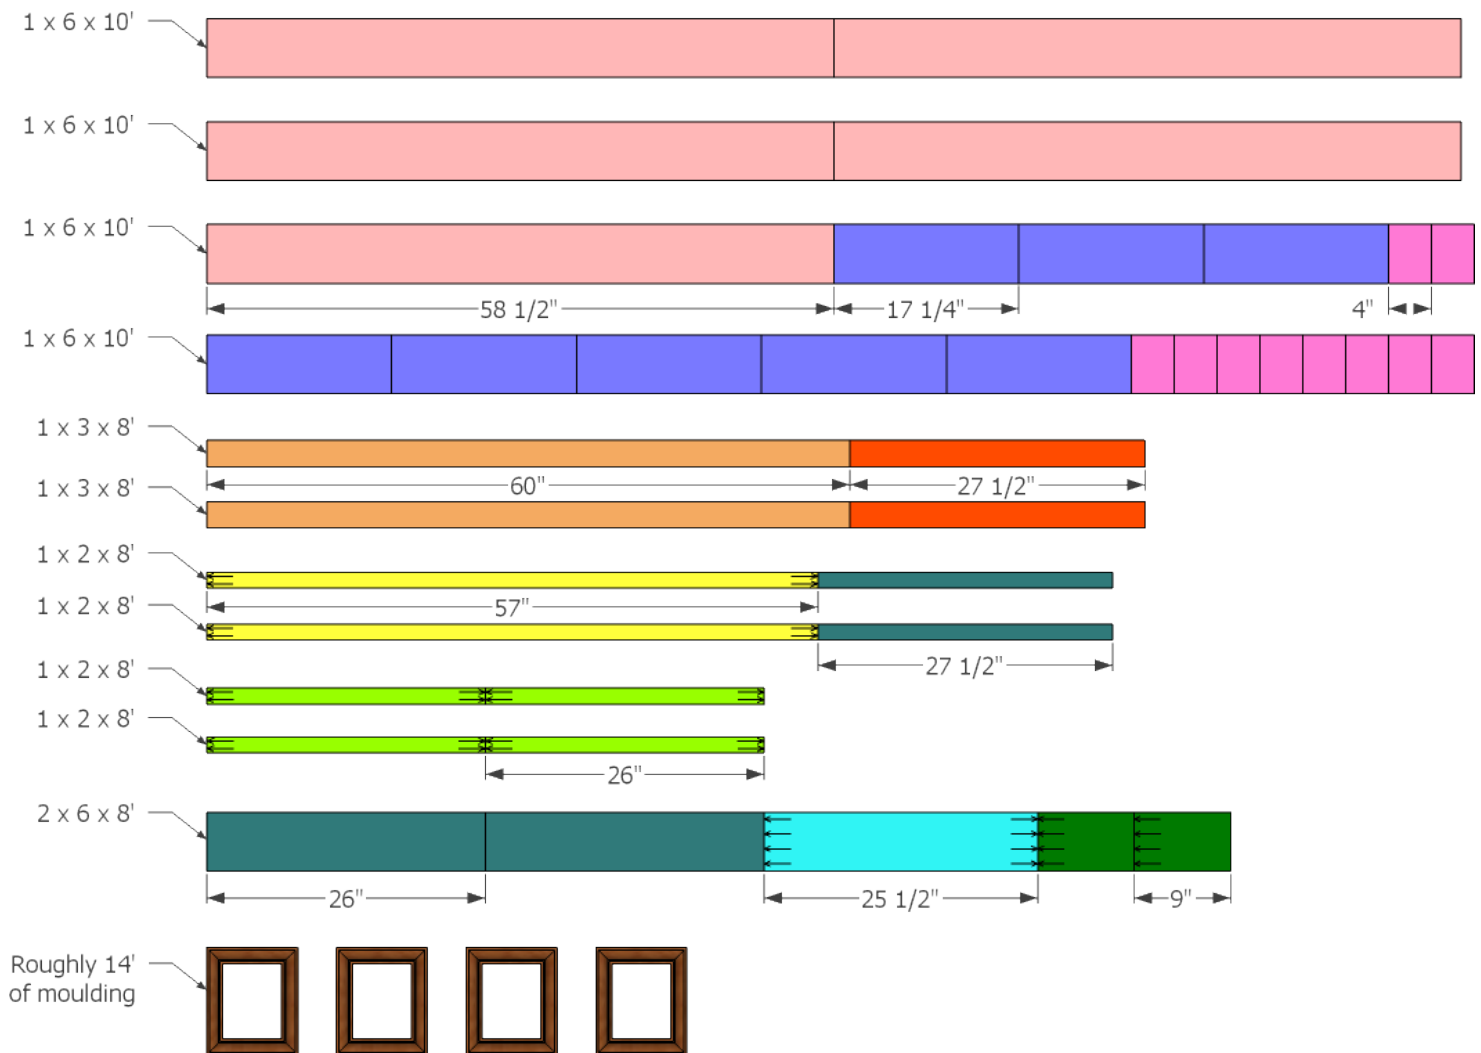 1 x 6 x 10'
1 x 6 x 10'
1 x 6 x 10'
58 1/2"
17 1/4"
4"
1 x 6 x 10'
1 x 3 x 8'
60"
27 1/2"
1 x 3 x 8'
1 x 2 x 8'
57"
1 x 2 x 8'
27 1/2"
1 x 2 x 8'
1 x 2 x 8'
26"
2 x 6 x 8'
26"
25 1/2"
9"
Roughly 14'
of moulding